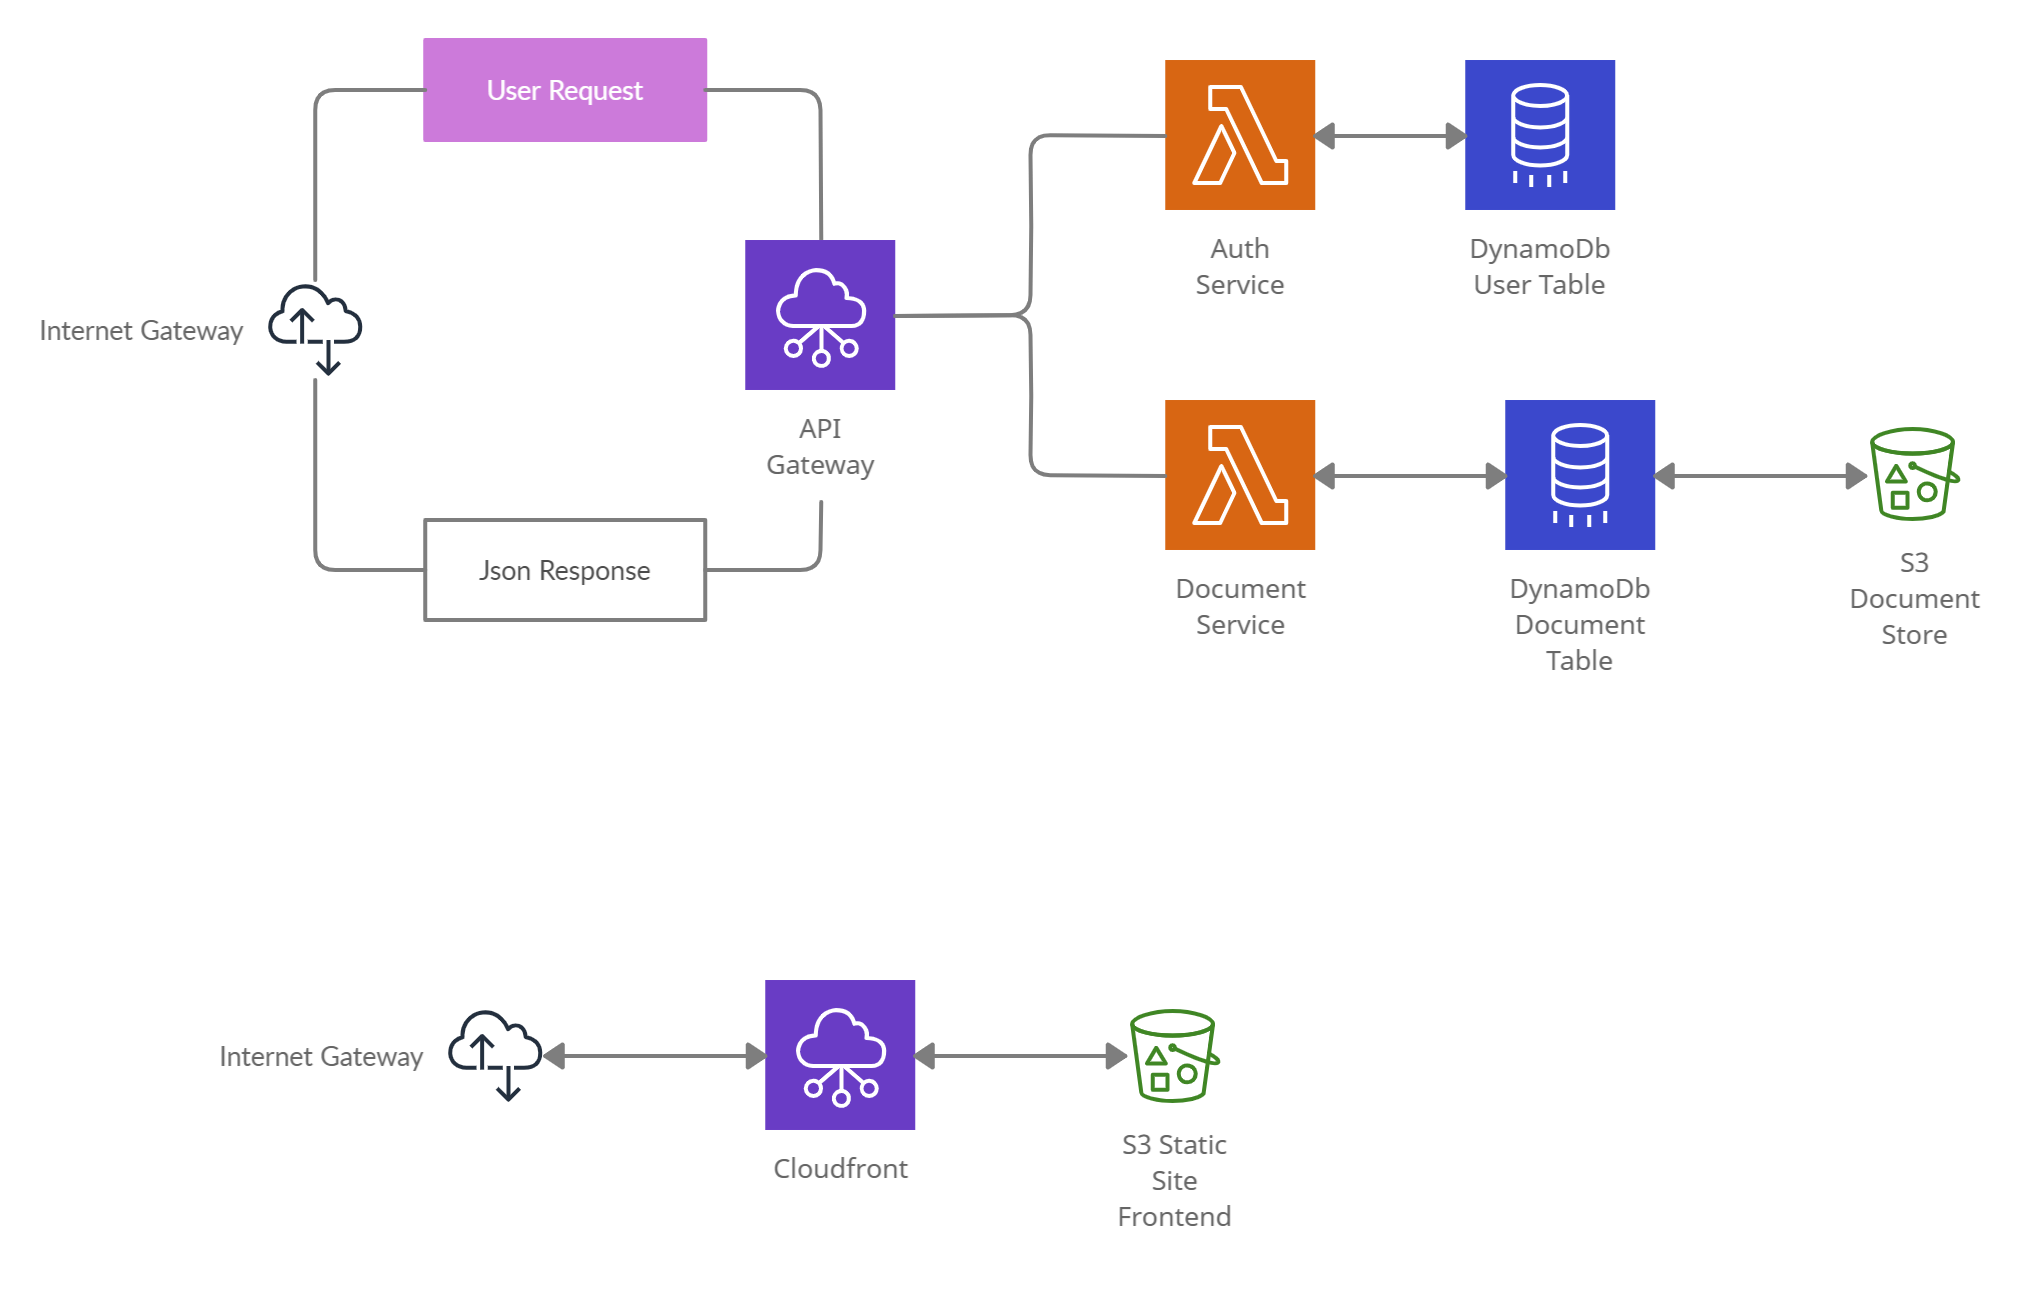 User Request
Internet Gateway
API
Gateway
Json Response
Auth
Service
DynamoDb
User Table
Document
Service
DynamoDb
Document
Table
S3
Document
Store
Internet Gateway
Cloudfront
S3 Static
Site
Frontend